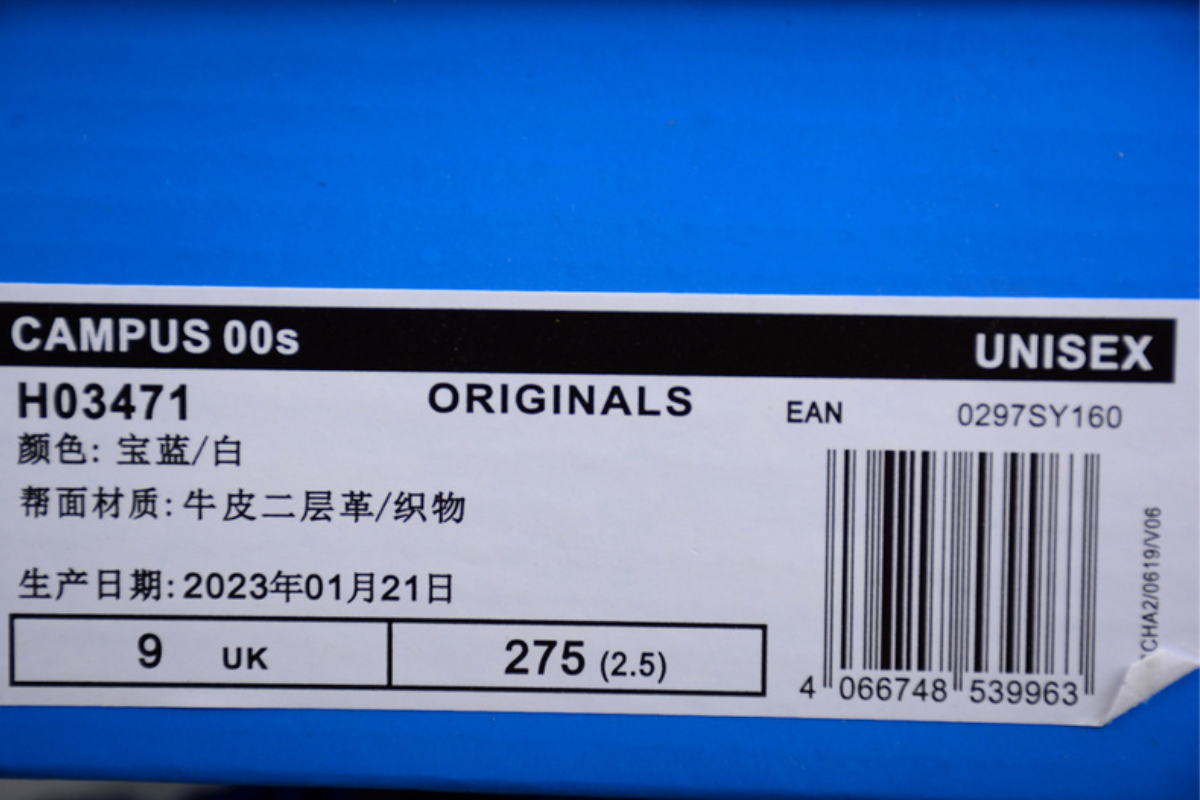 CAMPUS 00s UNISEX
H03471 ORIGINALS EAN 0297SY160
颜色: 宝蓝/白
帮面材质: 牛皮二层革/织物
生产日期: 2023年01月21日
9 UK 275 (2.5)
4 066748 539963
CHA2/0619/V06